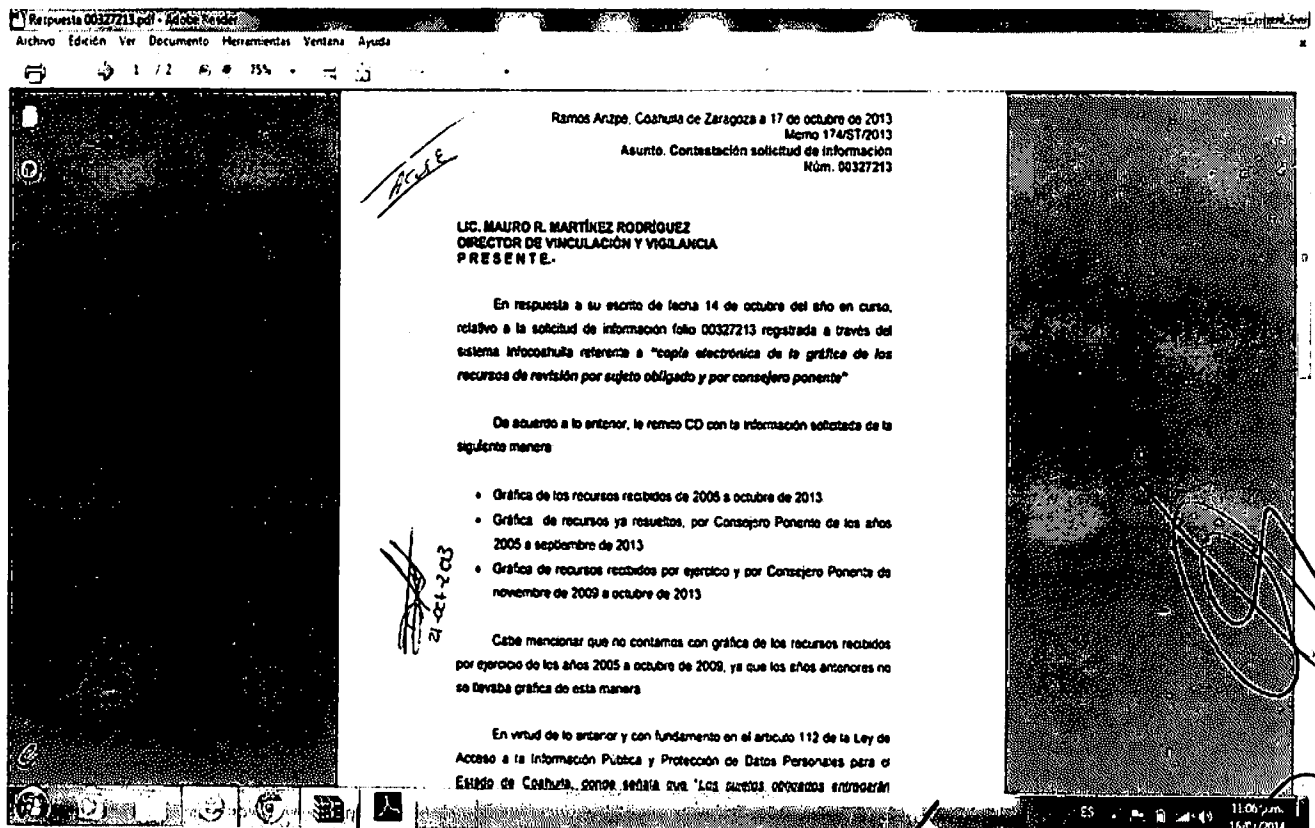 Respuesta 00327213.pdf - Adobe Reader
Archivo Edición Ver Documento Herramientas Ventana Ayuda
1 / 2 75%
Ramos Arizpe, Coahuila de Zaragoza a 17 de octubre de 2013
Memo 174/ST/2013
Asunto. Contestación solicitud de información
Núm. 00327213
ACUSE
LIC. MAURO R. MARTÍNEZ RODRÍGUEZ
DIRECTOR DE VINCULACIÓN Y VIGILANCIA
P R E S E N T E.-
En respuesta a su escrito de fecha 14 de octubre del año en curso,
relativo a la solicitud de información folio 00327213 registrada a través del
sistema Infocoahuila referente a "copia electrónica de la gráfica de los
recursos de revisión por sujeto obligado y por consejero ponente"
De acuerdo a lo anterior, le remito CD con la información solicitada de la
siguiente manera
• Gráfica de los recursos recibidos de 2005 a octubre de 2013
• Gráfica de recursos ya resueltos, por Consejero Ponente de los años
2005 a septiembre de 2013
• Gráfica de recursos recibidos por ejercicio y por Consejero Ponente de
noviembre de 2009 a octubre de 2013
21-oct-2013
Cabe mencionar que no contamos con gráfica de los recursos recibidos
por ejercicio de los años 2005 a octubre de 2009, ya que los años anteriores no
se llevaba gráfica de esta manera
En virtud de lo anterior y con fundamento en el artículo 112 de la Ley de
Acceso a la Información Pública y Protección de Datos Personales para el
Estado de Coahuila, donde señala que "Los sujetos obligados entregarán
ES
11:06 p.m.